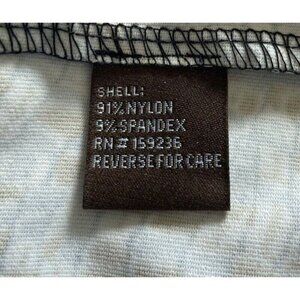 SHELL:
91% NYLON
9% SPANDEX
RN # 159236
REVERSE FOR CARE